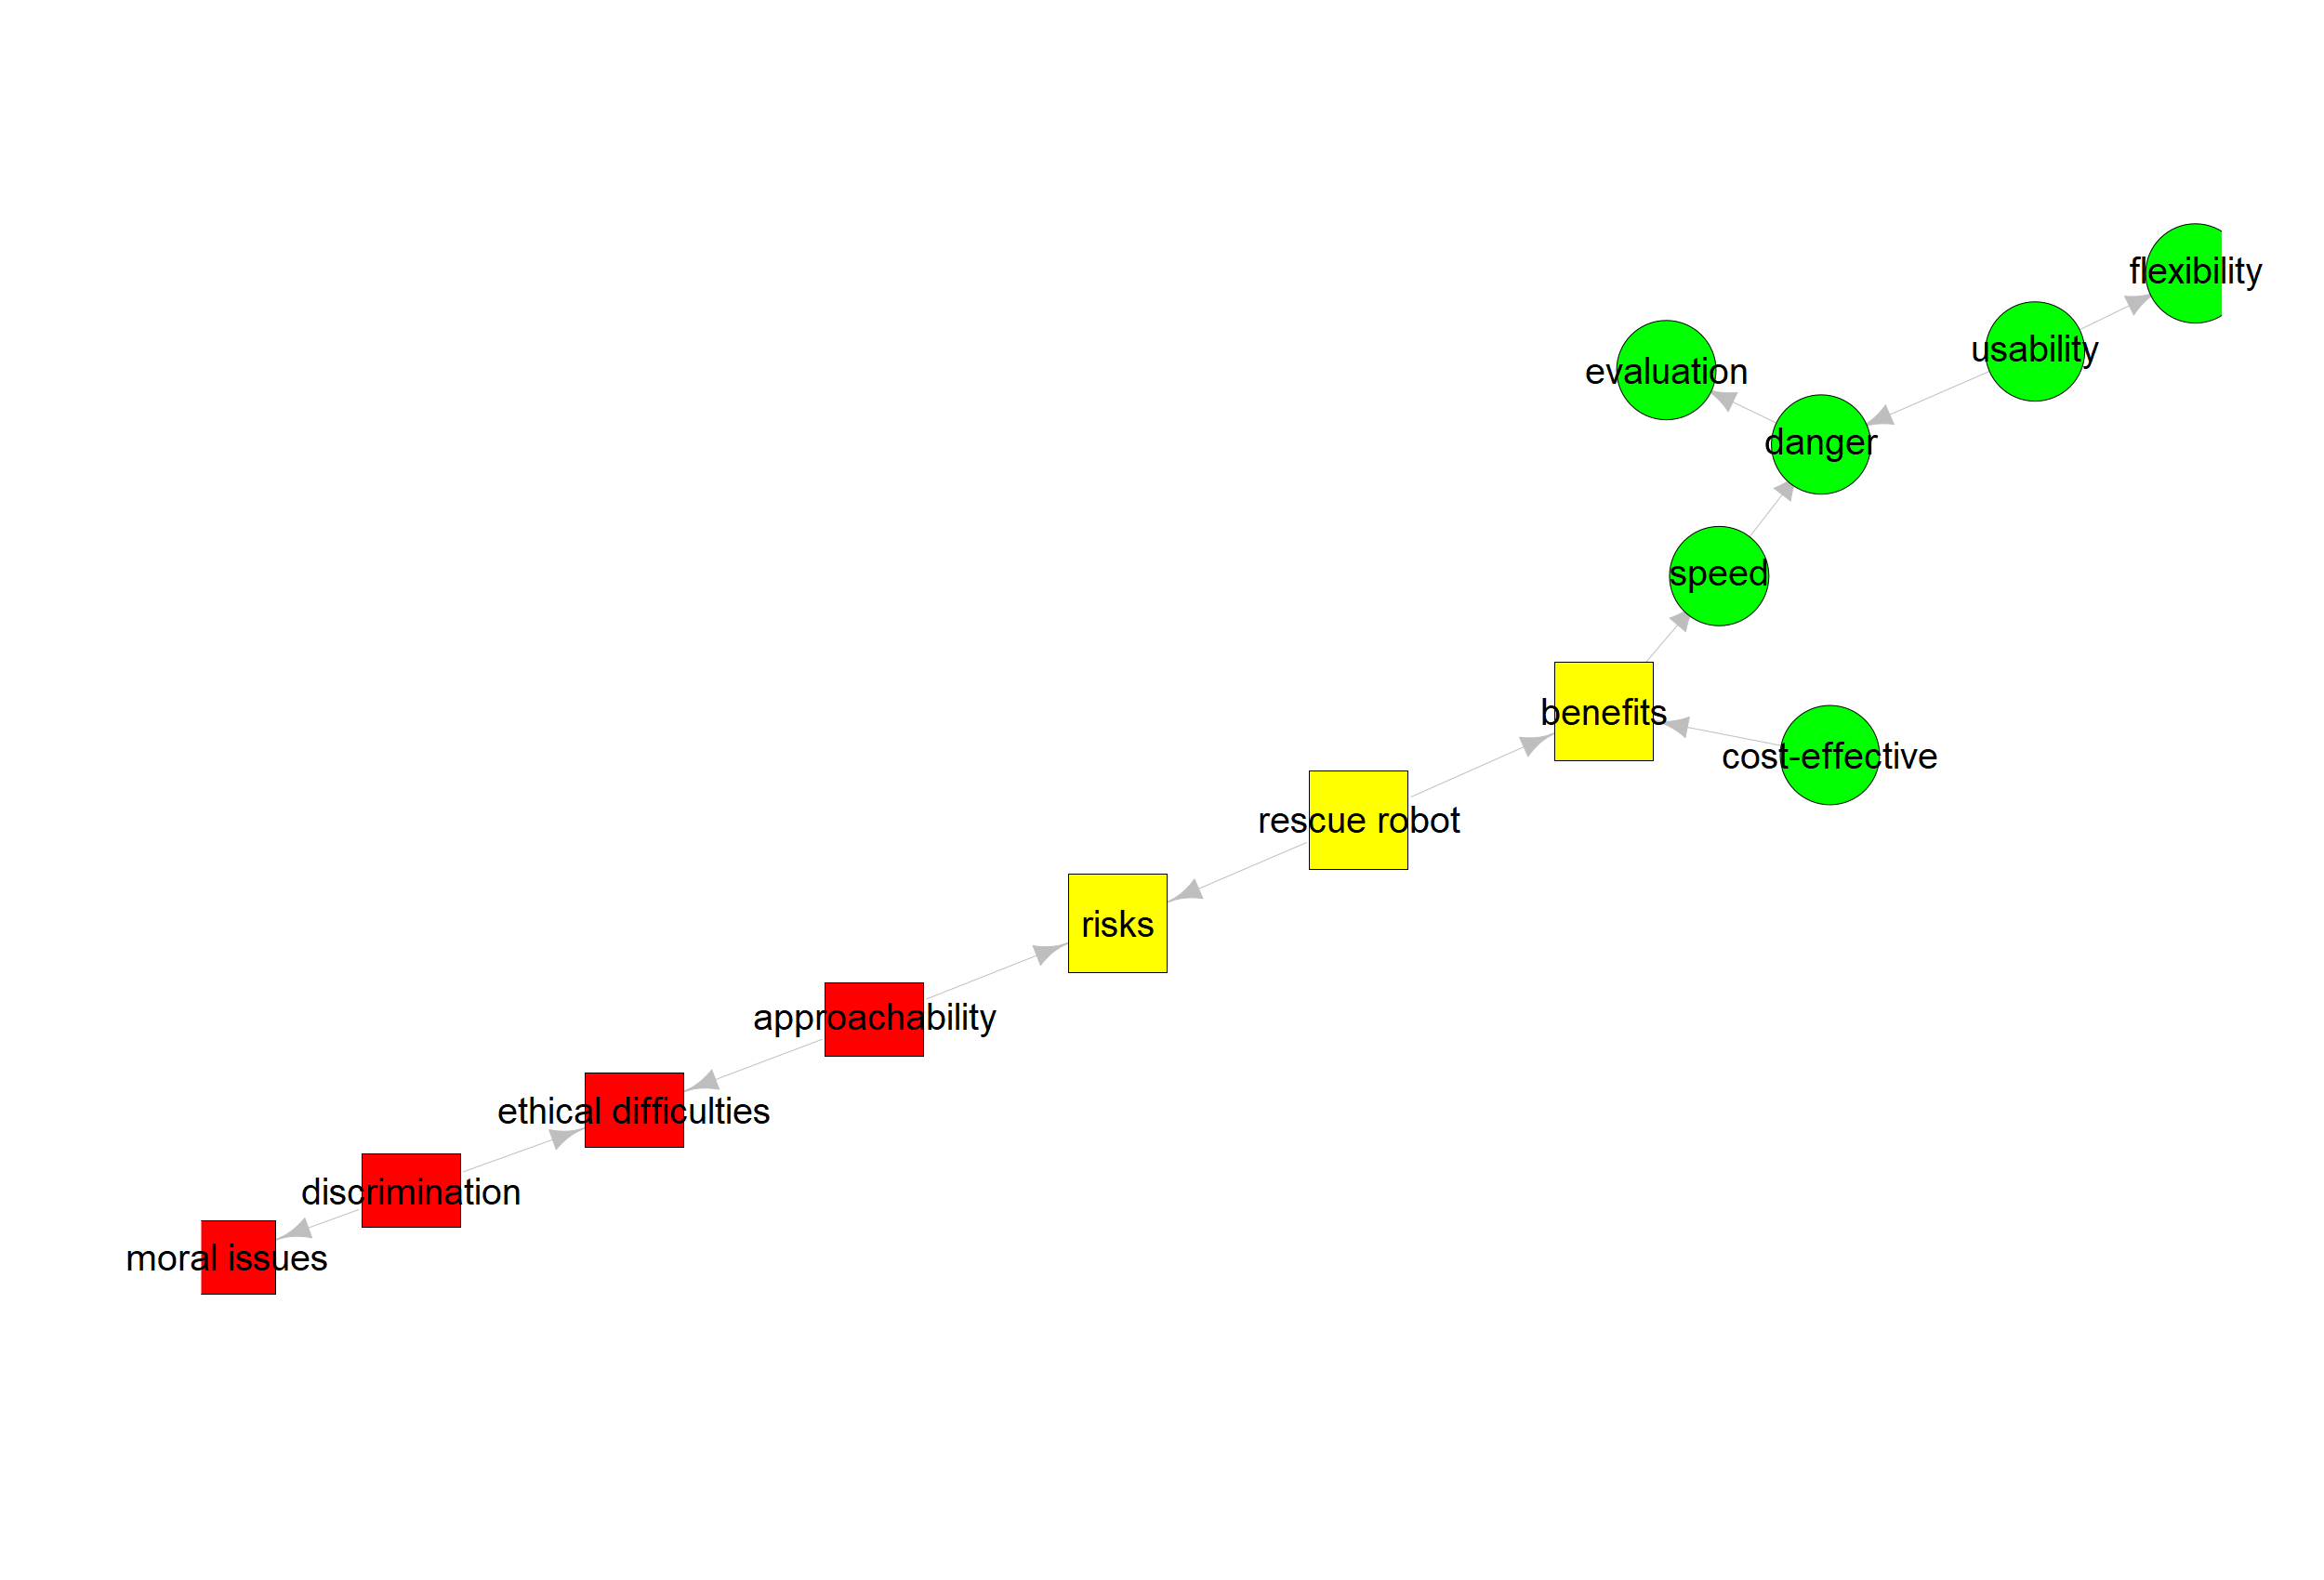 flexibility
usability
evaluation
danger
speed
benefits
cost-effective
rescue robot
risks
approachability
ethical difficulties
discrimination
moral issues